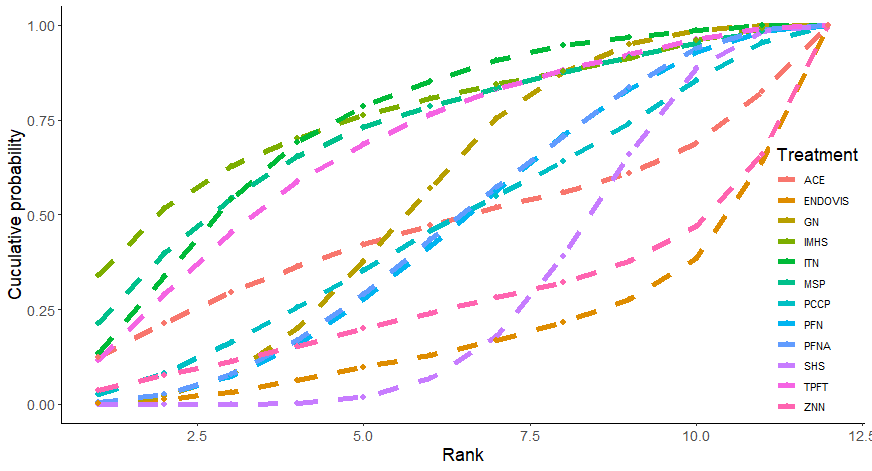 Cuculative probability
1.00
0.75
0.50
0.25
0.00
2.5 5.0 7.5 10.0 12.5
Rank
Treatment
ACE
ENDOVIS
GN
IMHS
ITN
MSP
PCCP
PFN
PFNA
SHS
TPFT
ZNN